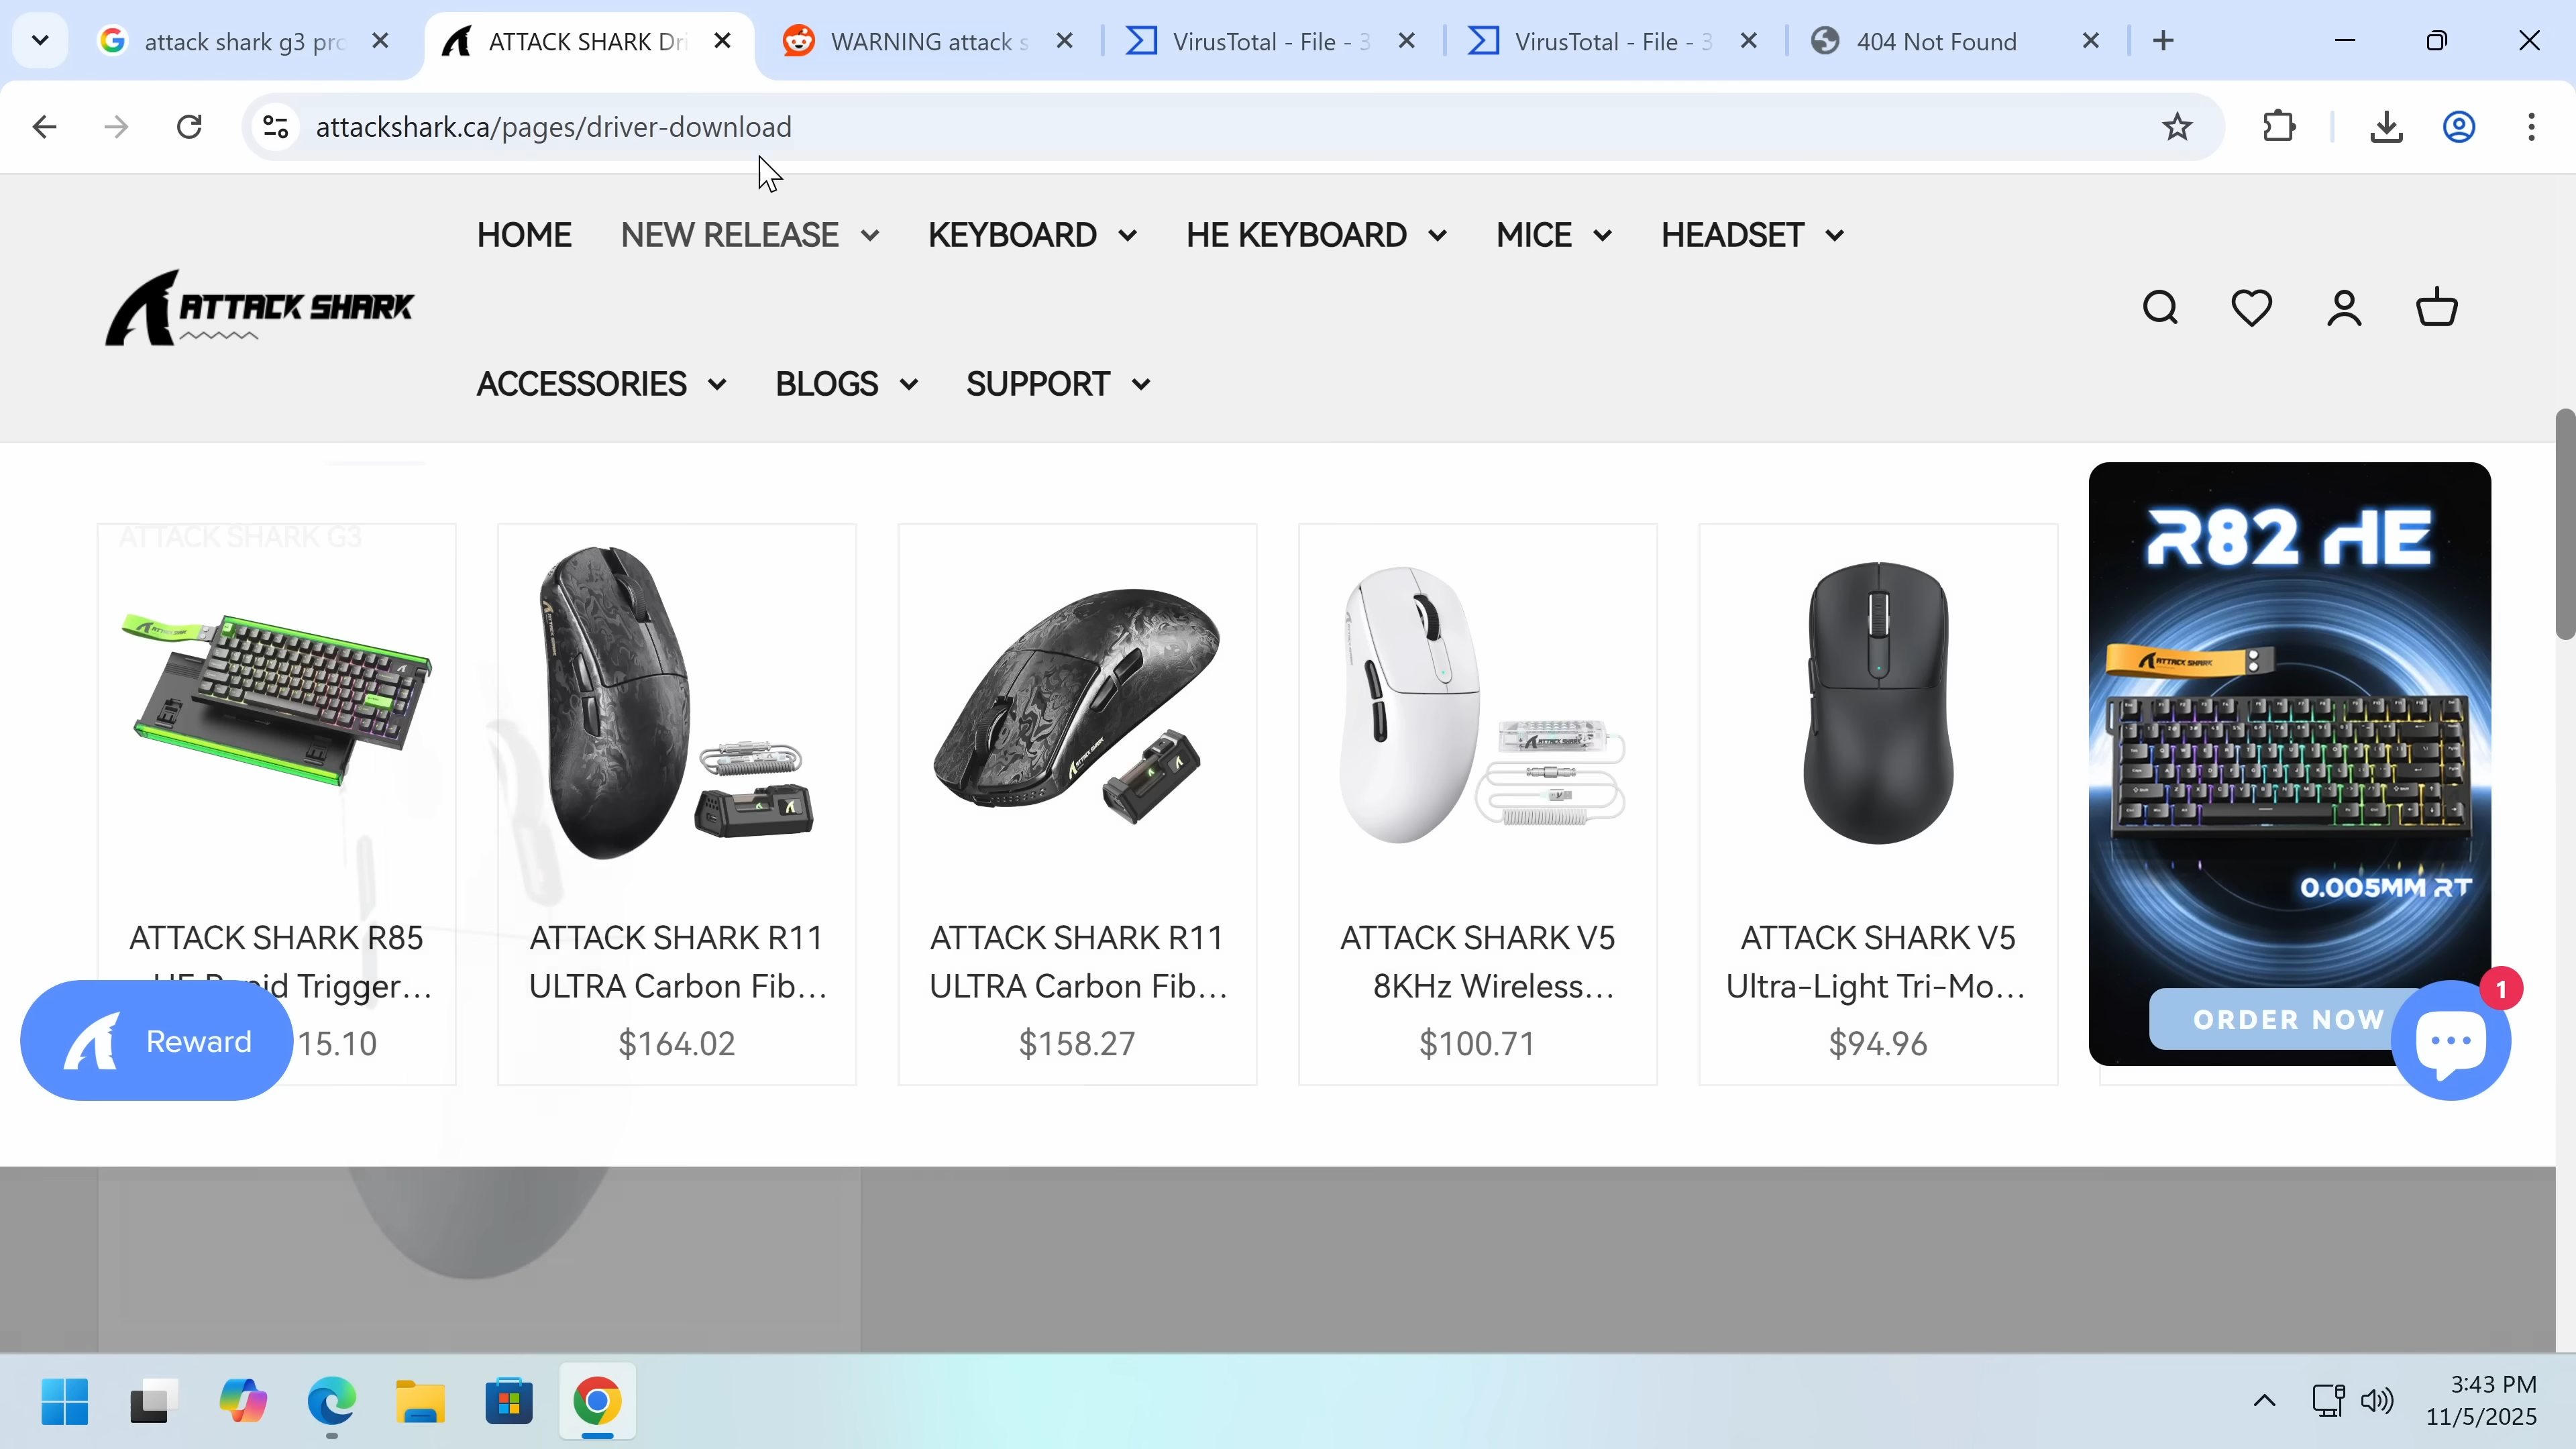 attack shark g3 pro
ATTACK SHARK Dri
WARNING attack s
VirusTotal - File - 3
VirusTotal - File - 3
404 Not Found
attackshark.ca/pages/driver-download
HOME
NEW RELEASE
KEYBOARD
HE KEYBOARD
MICE
HEADSET
ATTACK SHARK
ACCESSORIES
BLOGS
SUPPORT
ATTACK SHARK G3
R82 HE
ATTACK SHARK
0.005MM RT
ORDER NOW
ATTACK SHARK R85
HE Rapid Trigger...
15.10
ATTACK SHARK R11
ULTRA Carbon Fib...
$164.02
ATTACK SHARK R11
ULTRA Carbon Fib...
$158.27
ATTACK SHARK V5
8KHz Wireless...
$100.71
ATTACK SHARK V5
Ultra-Light Tri-Mo...
$94.96
Reward
1
3:43 PM
11/5/2025